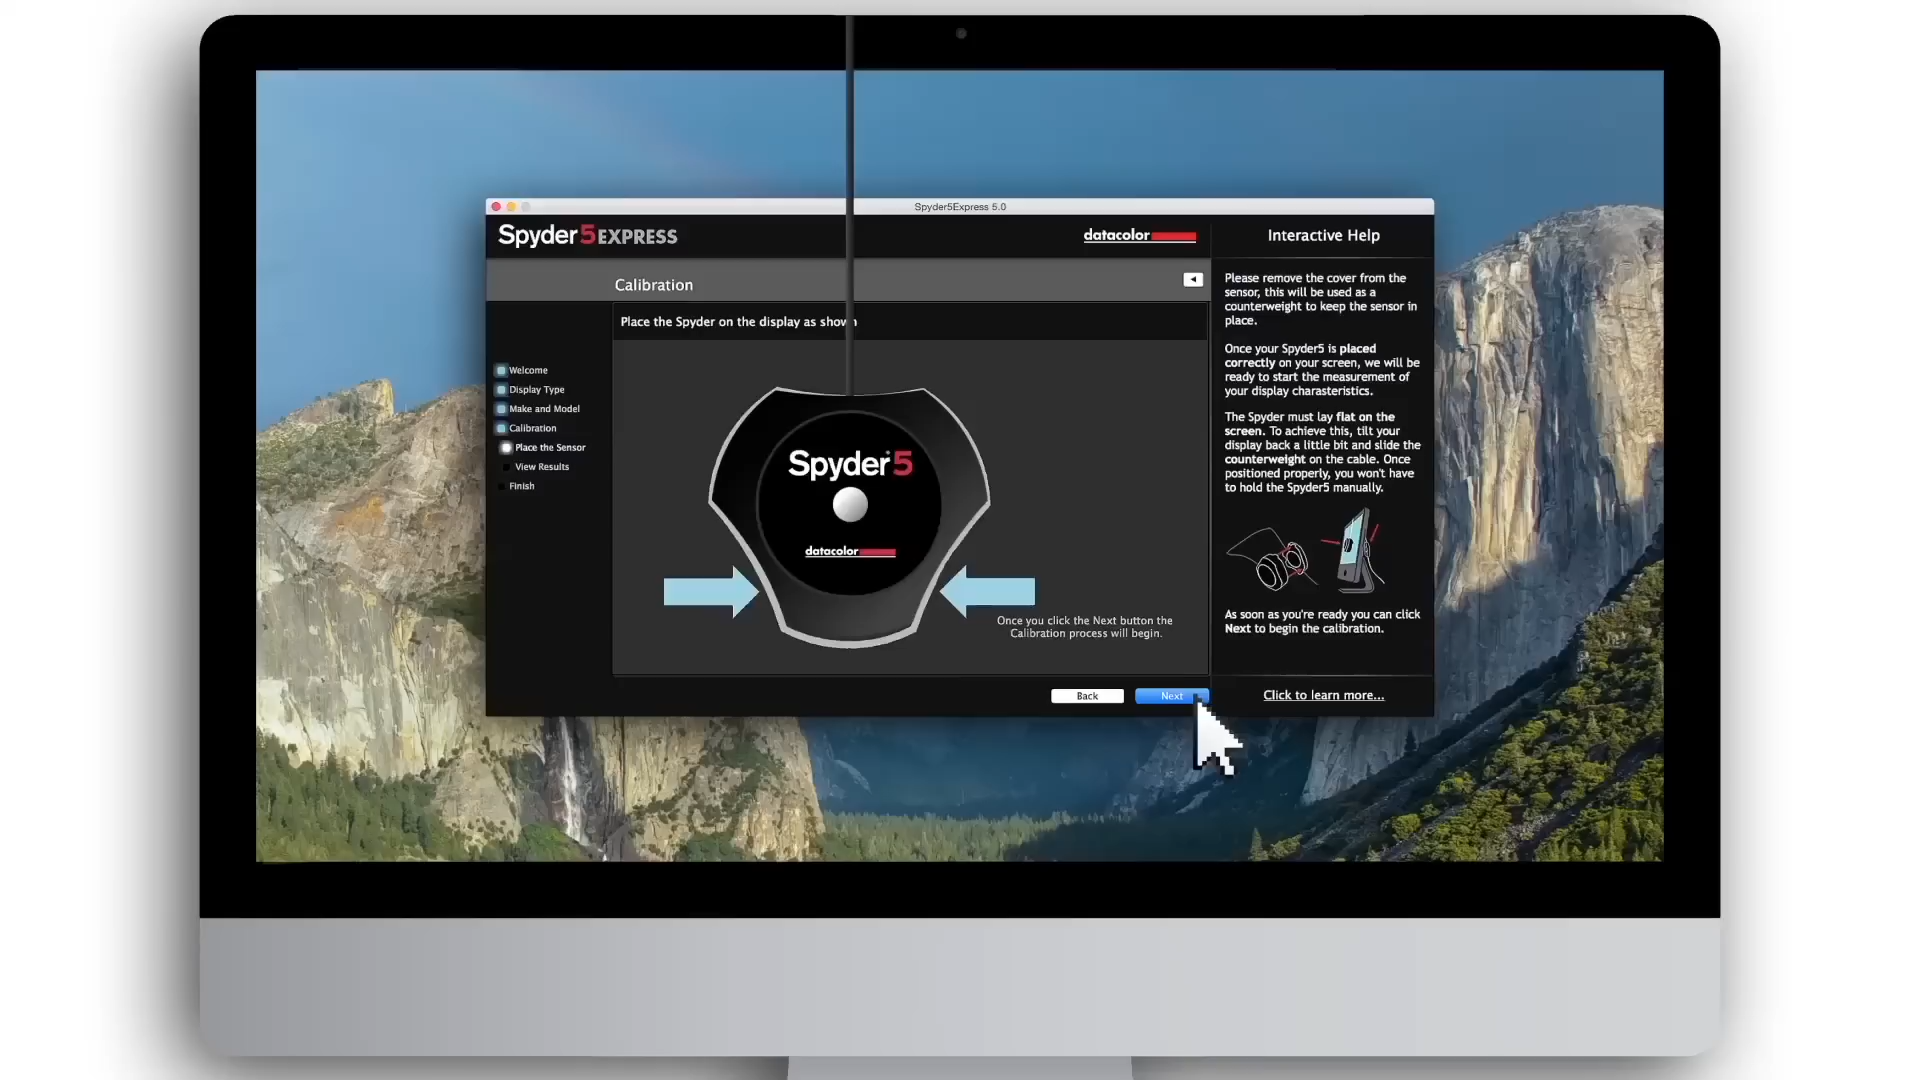 Spyder5Express 5.0
Spyder5EXPRESS
datacolor
Interactive Help
Calibration
Place the Spyder on the display as shown
Welcome
Display Type
Make and Model
Calibration
Place the Sensor
View Results
Finish
Spyder5
datacolor
Once you click the Next button the
Calibration process will begin.
Back
Next
Please remove the cover from the
sensor, this will be used as a
counterweight to keep the sensor in
place.
Once your Spyder5 is placed
correctly on your screen, we will be
ready to start the measurement of
your display charasteristics.
The Spyder must lay flat on the
screen. To achieve this, tilt your
display back a little bit and slide the
counterweight on the cable. Once
positioned properly, you won't have
to hold the Spyder5 manually.
As soon as you're ready you can click
Next to begin the calibration.
Click to learn more...